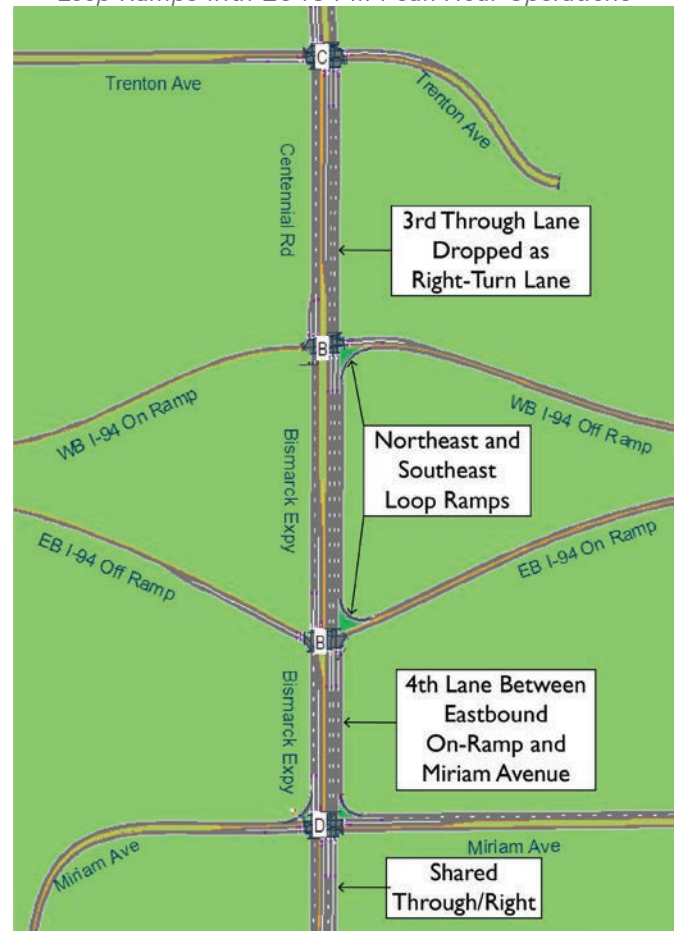 Loop Ramps with 2045 PM Peak Hour Operations
C
Trenton Ave
Trenton Ave
Centennial Rd
3rd Through Lane
Dropped as
Right-Turn Lane
B
WB I-94 On Ramp
WB I-94 Off Ramp
Bismarck Expy
Northeast and
Southeast
Loop Ramps
EB I-94 Off Ramp
EB I-94 On Ramp
B
Bismarck Expy
4th Lane Between
Eastbound
On-Ramp and
Miriam Avenue
D
Miriam Ave
Miriam Ave
Shared
Through/Right